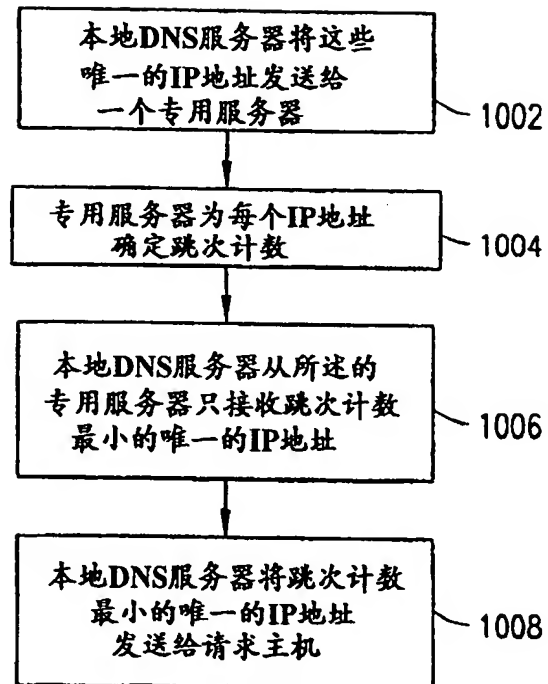 本地DNS服务器将这些
唯一的IP地址发送给
一个专用服务器
1002
专用服务器为每个IP地址
确定跳次计数
1004
本地DNS服务器从所述的
专用服务器只接收跳次计数
最小的唯一的IP地址
1006
本地DNS服务器将跳次计数
最小的唯一的IP地址
发送给请求主机
1008